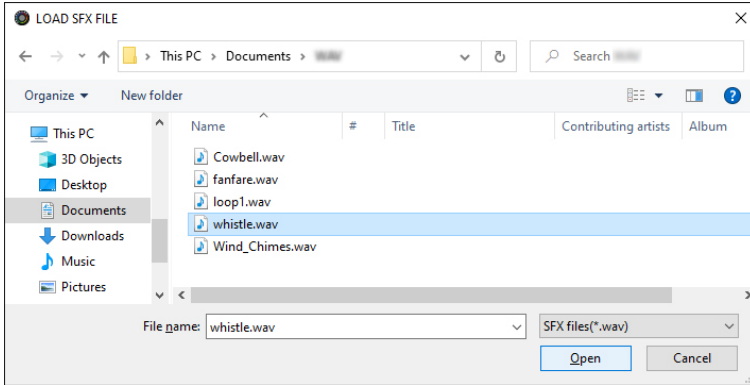 LOAD SFX FILE
This PC > Documents >
Search
Organize
New folder
Name # Title Contributing artists Album
This PC
3D Objects
Desktop
Documents
Downloads
Music
Pictures
Cowbell.wav
fanfare.wav
loop1.wav
whistle.wav
Wind_Chimes.wav
File name: whistle.wav
SFX files(*.wav)
Open Cancel